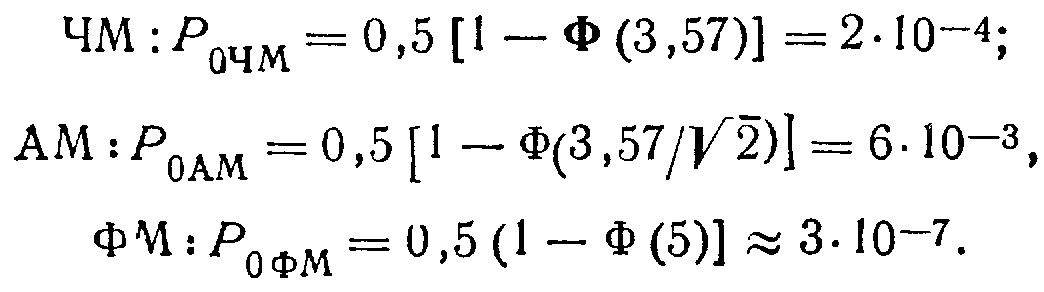 ЧМ : P₀ЧМ = 0,5 [1 — Ф (3,57)] = 2·10⁻⁴;
АМ : P₀АМ = 0,5 [1 — Ф(3,57/√2)] = 6·10⁻³,
ФМ : P₀ФМ = 0,5 (1 — Ф (5)] ≈ 3·10⁻⁷.